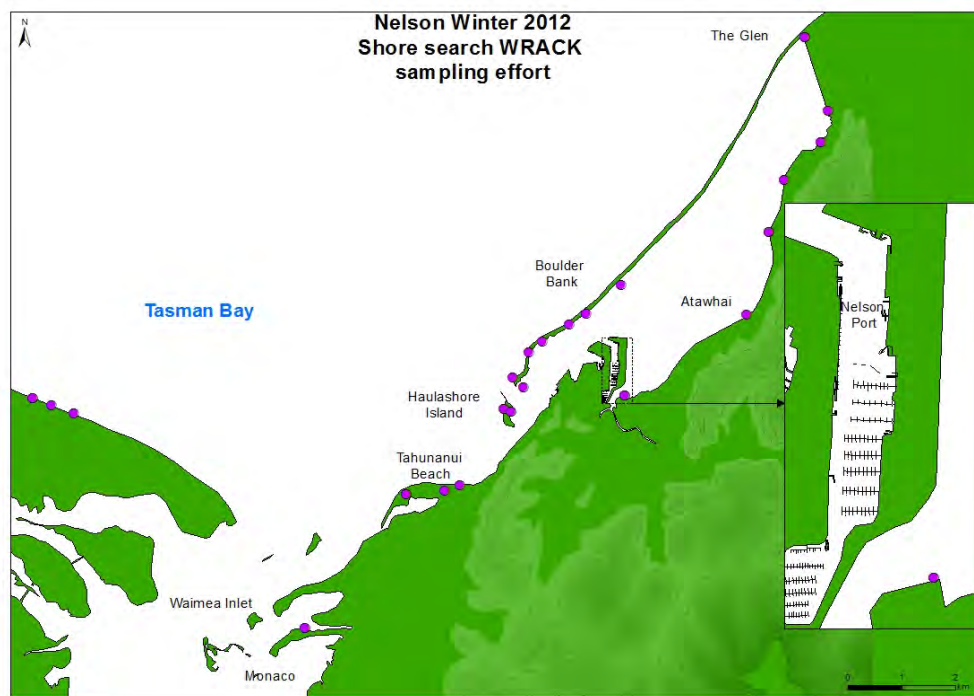 N
Nelson Winter 2012
Shore search WRACK
sampling effort
The Glen
Boulder
Bank
Tasman Bay
Atawhai
Nelson
Port
Haulashore
Island
Tahunanui
Beach
Waimea Inlet
Monaco
0 1 2
km